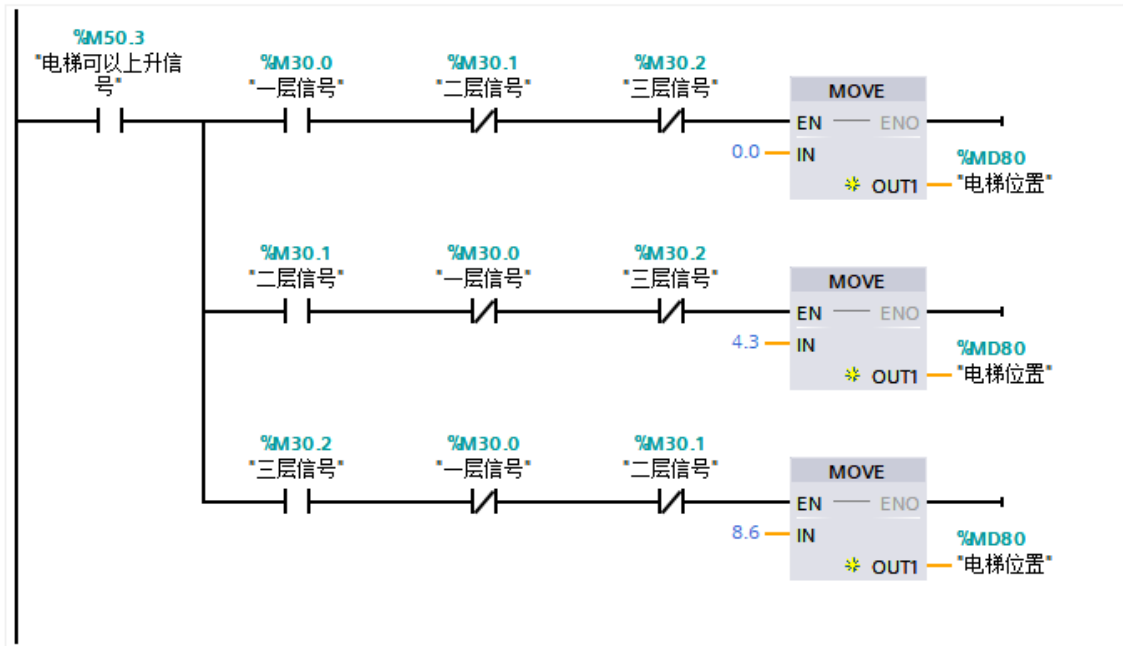 %M50.3
"电梯可以上升信
号"
%M30.0
"一层信号"
%M30.1
"二层信号"
%M30.2
"三层信号"
MOVE
EN ENO
0.0 IN
%MD80
OUT1 "电梯位置"
%M30.1
"二层信号"
%M30.0
"一层信号"
%M30.2
"三层信号"
MOVE
EN ENO
4.3 IN
%MD80
OUT1 "电梯位置"
%M30.2
"三层信号"
%M30.0
"一层信号"
%M30.1
"二层信号"
MOVE
EN ENO
8.6 IN
%MD80
OUT1 "电梯位置"